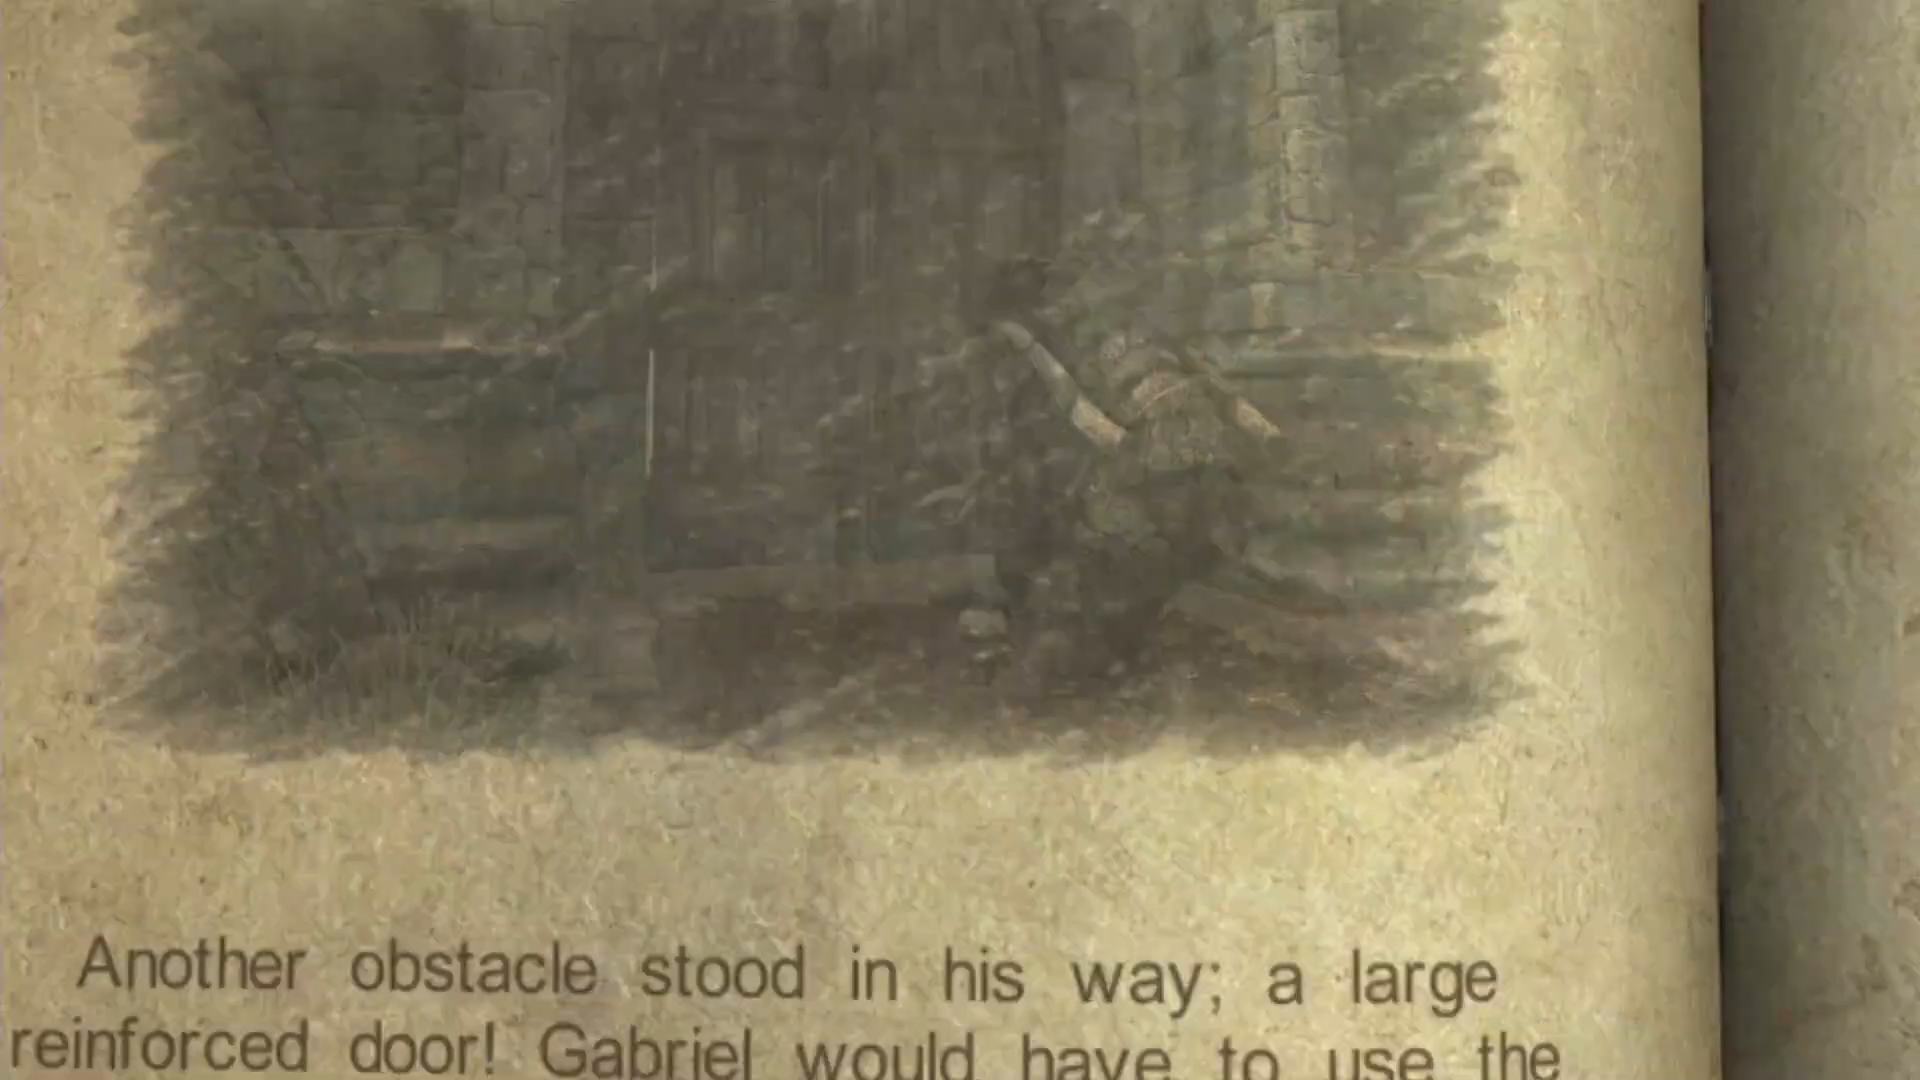 Another obstacle stood in his way; a large
reinforced door! Gabriel would have to use the